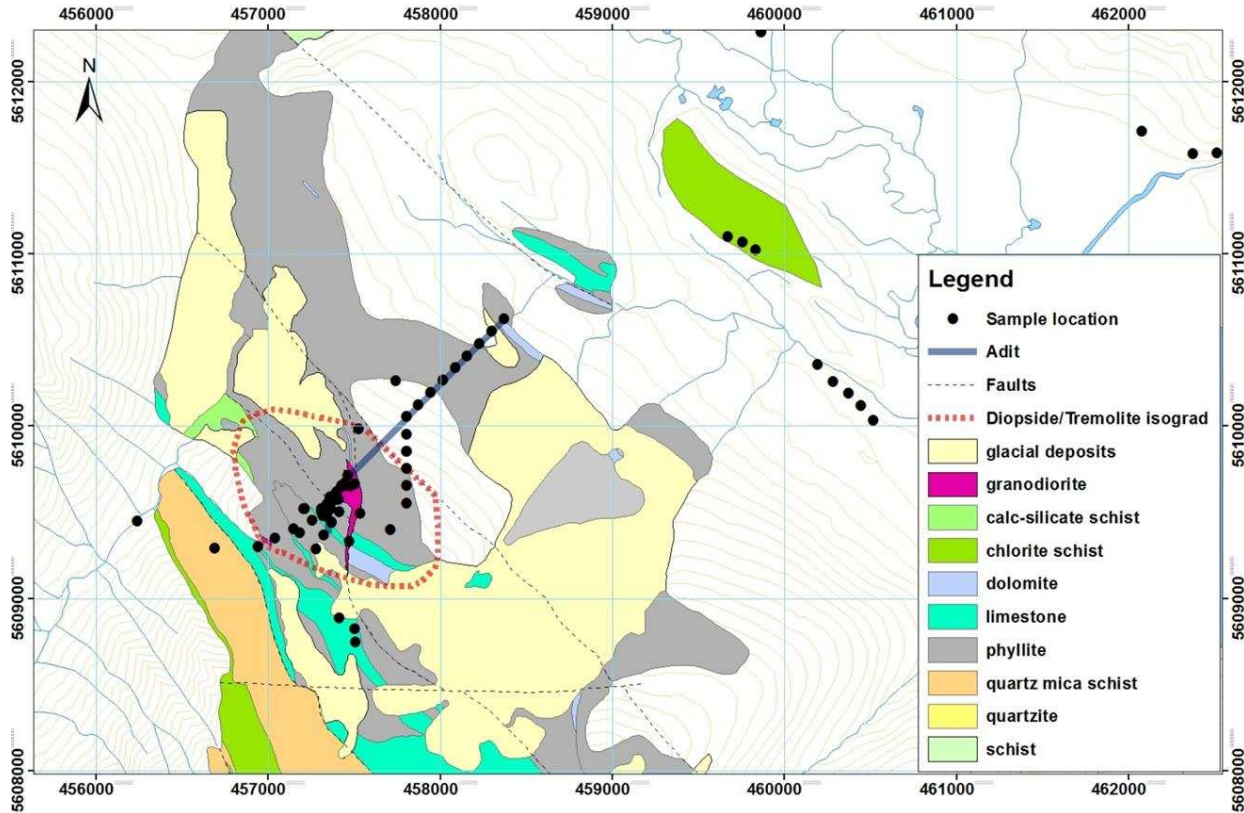 456000 457000 458000 459000 460000 461000 462000
N
5612000 5612000
5611000 5611000
5610000 5610000
5609000 5609000
5608000 5608000
Legend
Sample location
Adit
Faults
Diopside/Tremolite isograd
glacial deposits
granodiorite
calc-silicate schist
chlorite schist
dolomite
limestone
phyllite
quartz mica schist
quartzite
schist
456000 457000 458000 459000 460000 461000 462000